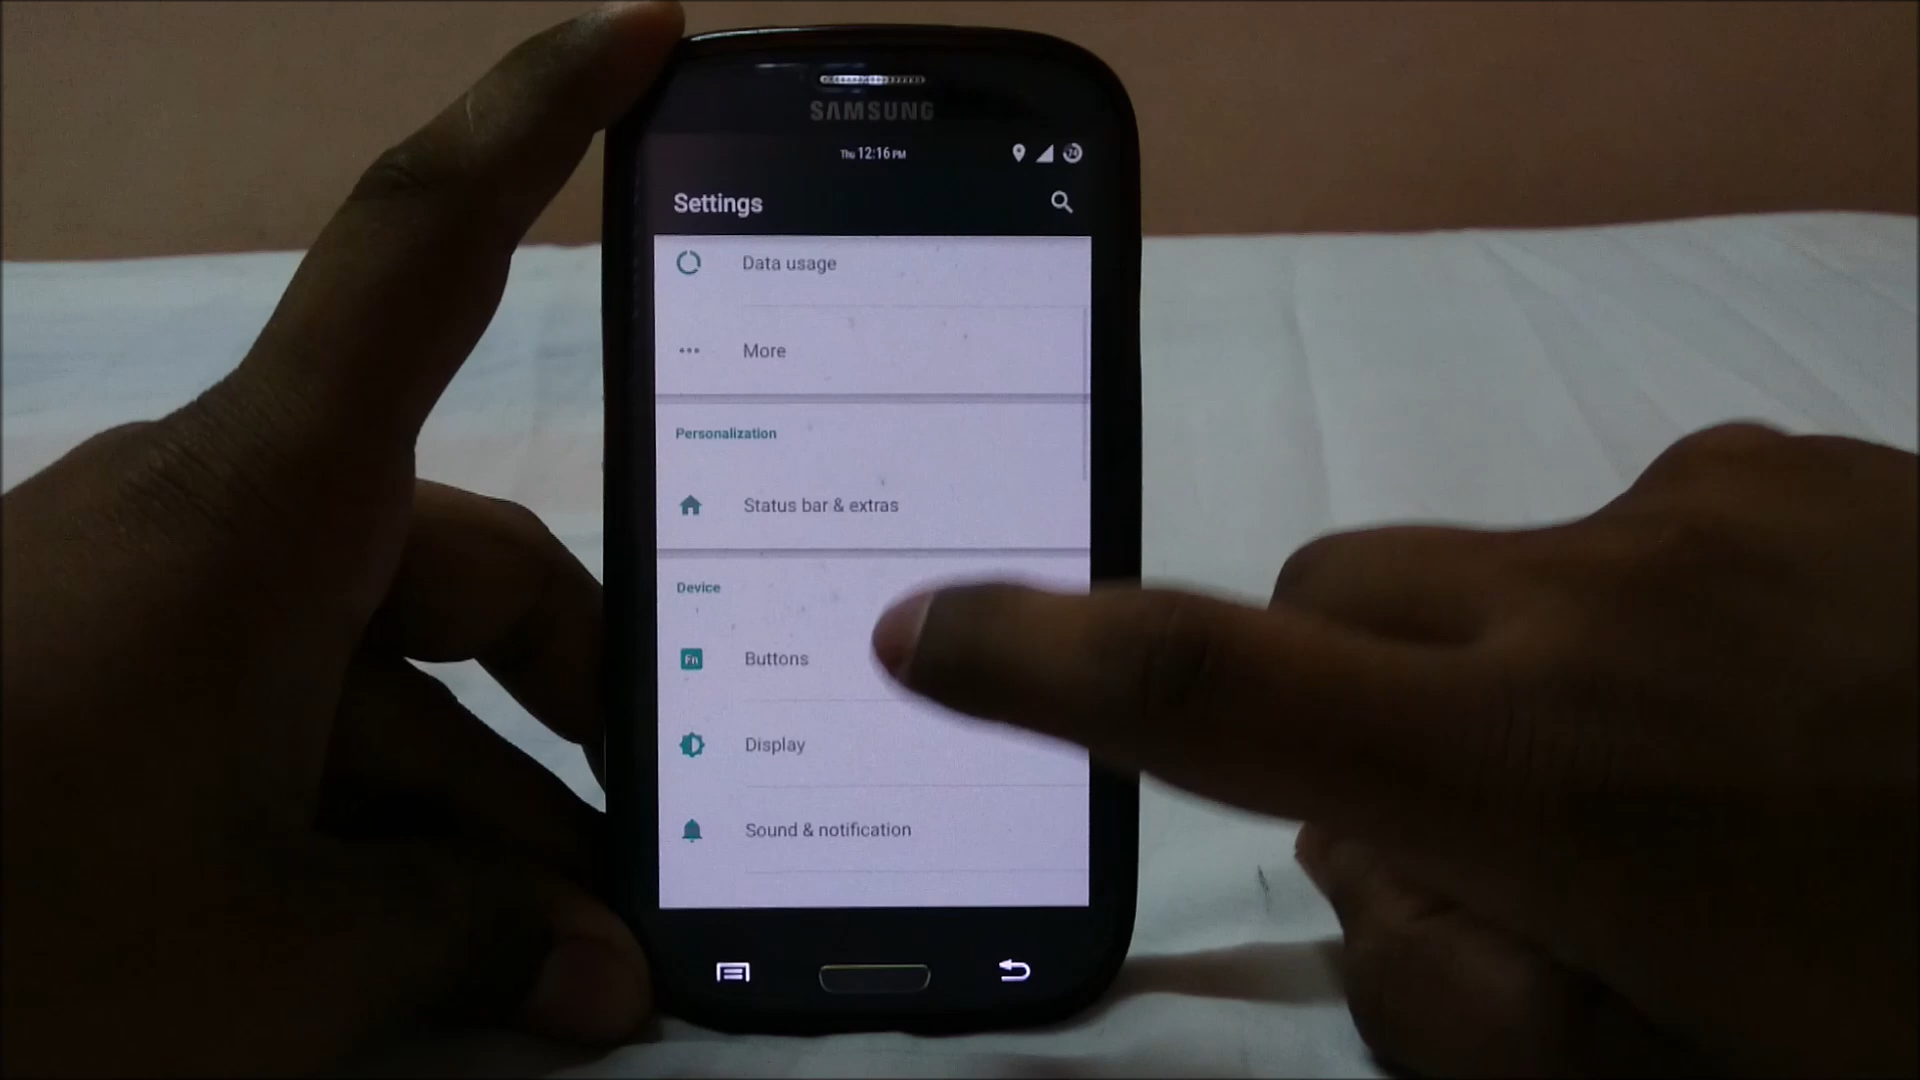 SAMSUNG
Thu 12:16 PM
74
Settings
Data usage
More
Personalization
Status bar & extras
Device
Fn
Buttons
Display
Sound & notification